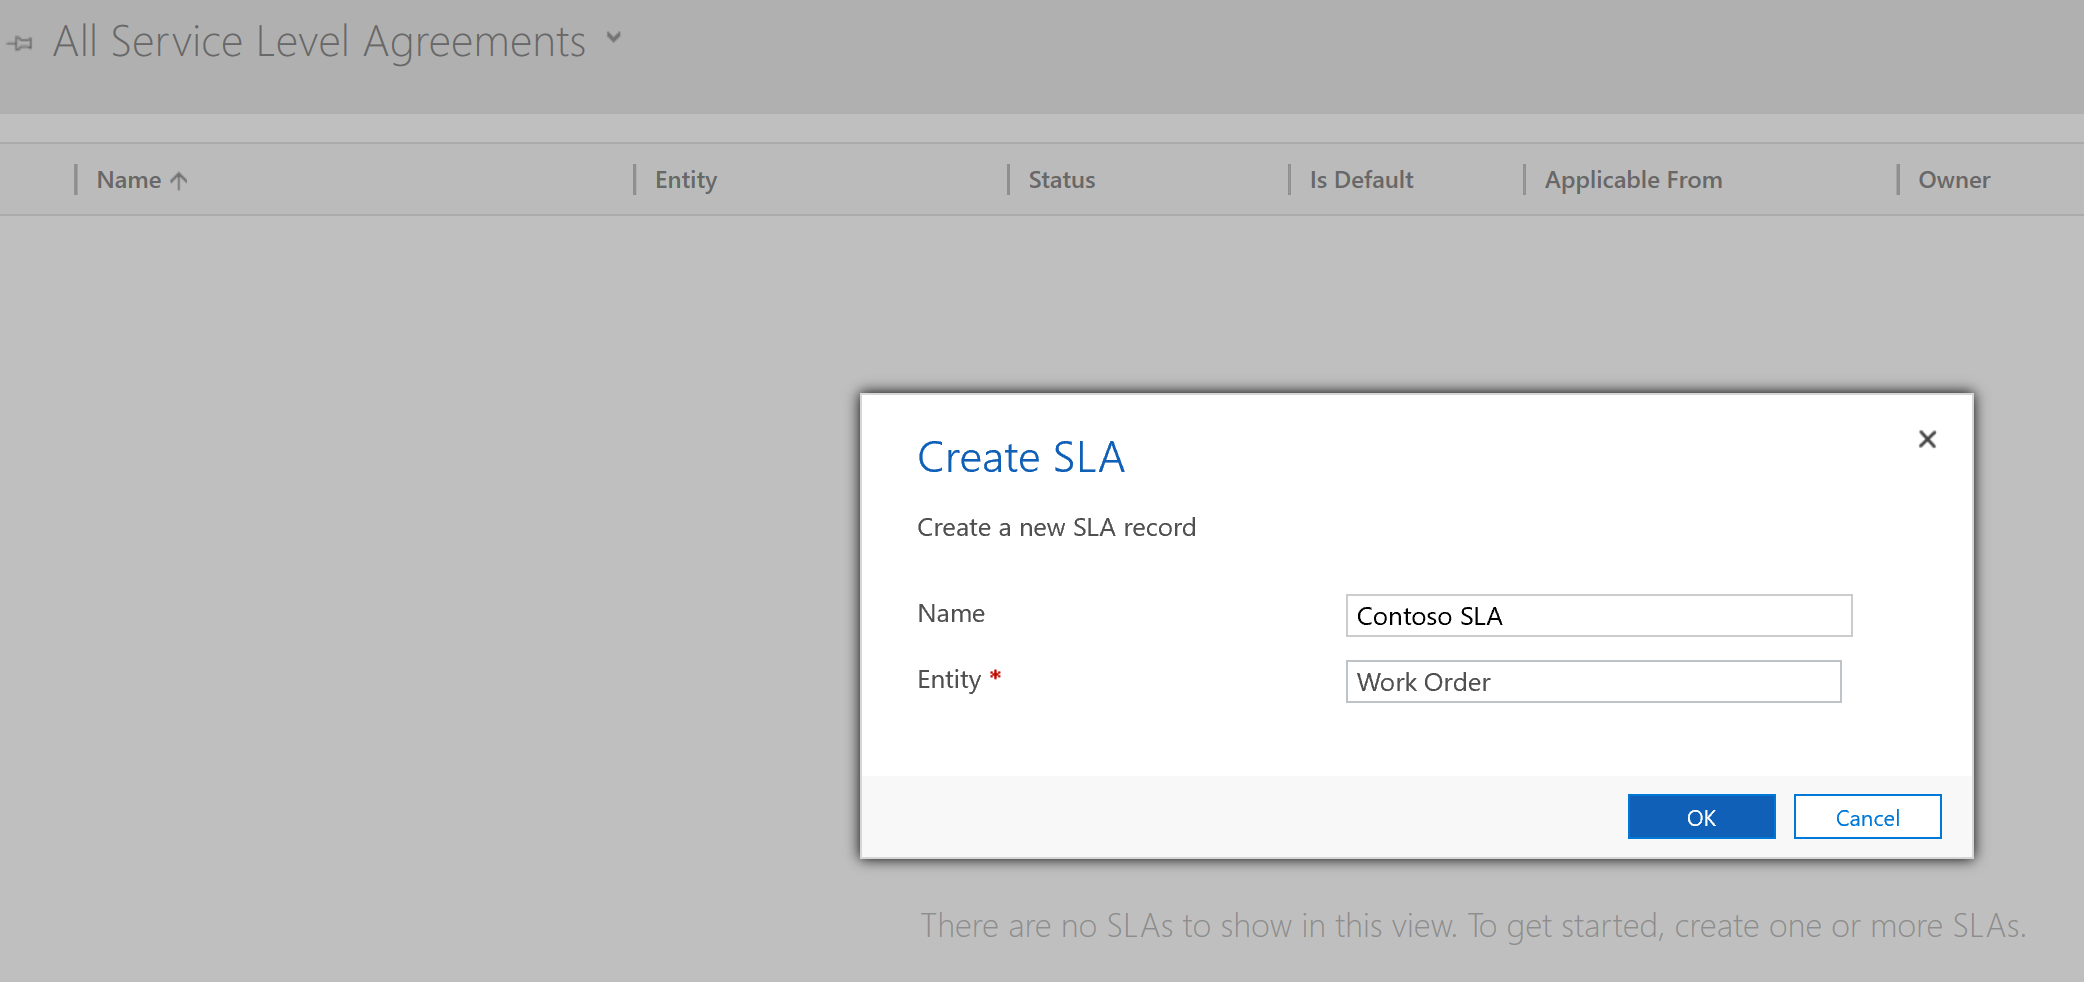 All Service Level Agreements
Name Entity Status Is Default Applicable From Owner
Create SLA
Create a new SLA record
Name Contoso SLA
Entity * Work Order
OK Cancel
There are no SLAs to show in this view. To get started, create one or more SLAs.